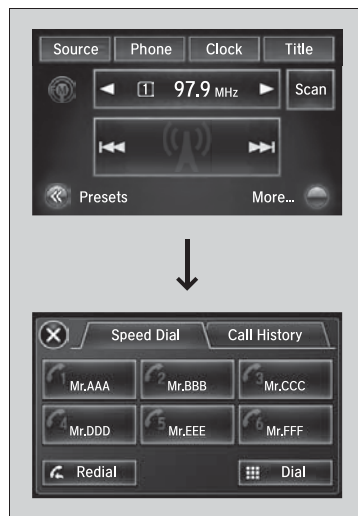 Source Phone Clock Title
1 97.9 MHz Scan
Presets More...
Speed Dial Call History
1 Mr.AAA 2 Mr.BBB 3 Mr.CCC
4 Mr.DDD 5 Mr.EEE 6 Mr.FFF
Redial Dial